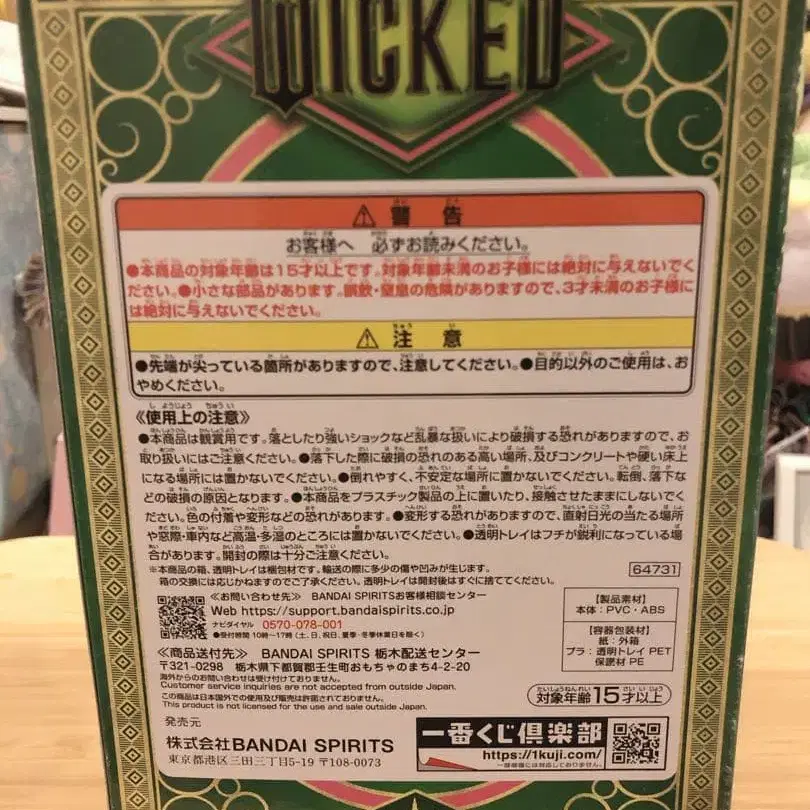 WICKED
⚠ 警告
お客様へ 必ずお読みください。
●本商品の対象年齢は15才以上です。対象年齢未満のお子様には絶対に与えないでく
ださい。●小さな部品があります。誤飲・窒息の危険がありますので、3才未満のお子様に
は絶対に与えないでください。
⚠ 注意
●先端が尖っている箇所がありますので、注意してください。●目的以外のご使用は、お
やめください。
《使用上の注意》
●本商品は観賞用です。落としたり強いショックなど乱暴な扱いにより破損する恐れがありますので、お
取り扱いにはご注意ください。●落下した際に破損の恐れのある高い場所、及びコンクリートや硬い床上
になる場所には置かないでください。●倒れやすく、不安定な場所に置かないでください。転倒、落下な
どの破損の原因となります。●本商品をプラスチック製品の上に置いたり、接触させたままにしないでく
ださい。色の付着や変形などの恐れがあります。●変形する恐れがありますので、直射日光の当たる場所
や窓際・車内など高温・多湿のところには置かないでください。●透明トレイはフチが鋭利になっている場
合があります。開封の際は十分ご注意ください。
※本商品の箱、透明トレイは梱包材です。輸送の際に多少の傷や凹みが生じます。
箱の交換には応じかねますのでご了承ください。透明トレイは開封後はすぐに捨ててください。
64731
《お問い合わせ先》 BANDAI SPIRITSお客様相談センター
Web https://support.bandaispirits.co.jp
ナビダイヤル 0570-078-001
●受付時間 10時〜17時(土、日、祝日、夏季・冬季休業日を除く)
【製品素材】
本体:PVC・ABS
【容器包装材】
紙:外箱
プラ:透明トレイ PET
保護材 PE
《商品送付先》 BANDAI SPIRITS 栃木配送センター
〒321-0298 栃木県下都賀郡壬生町おもちゃのまち4-2-20
海外からのお問い合わせは受け付けておりません。
Customer service inquiries are not accepted from outside Japan.
この商品は日本国外での使用及び販売は許諾されておりません。
This product is not licensed for the use and sale outside Japan.
対象年齢15才以上
発売元
株式会社BANDAI SPIRITS
東京都港区三田三丁目5-19 〒108-0073
一番くじ倶楽部
https://1kuji.com/
一部機種には対応しておりません。